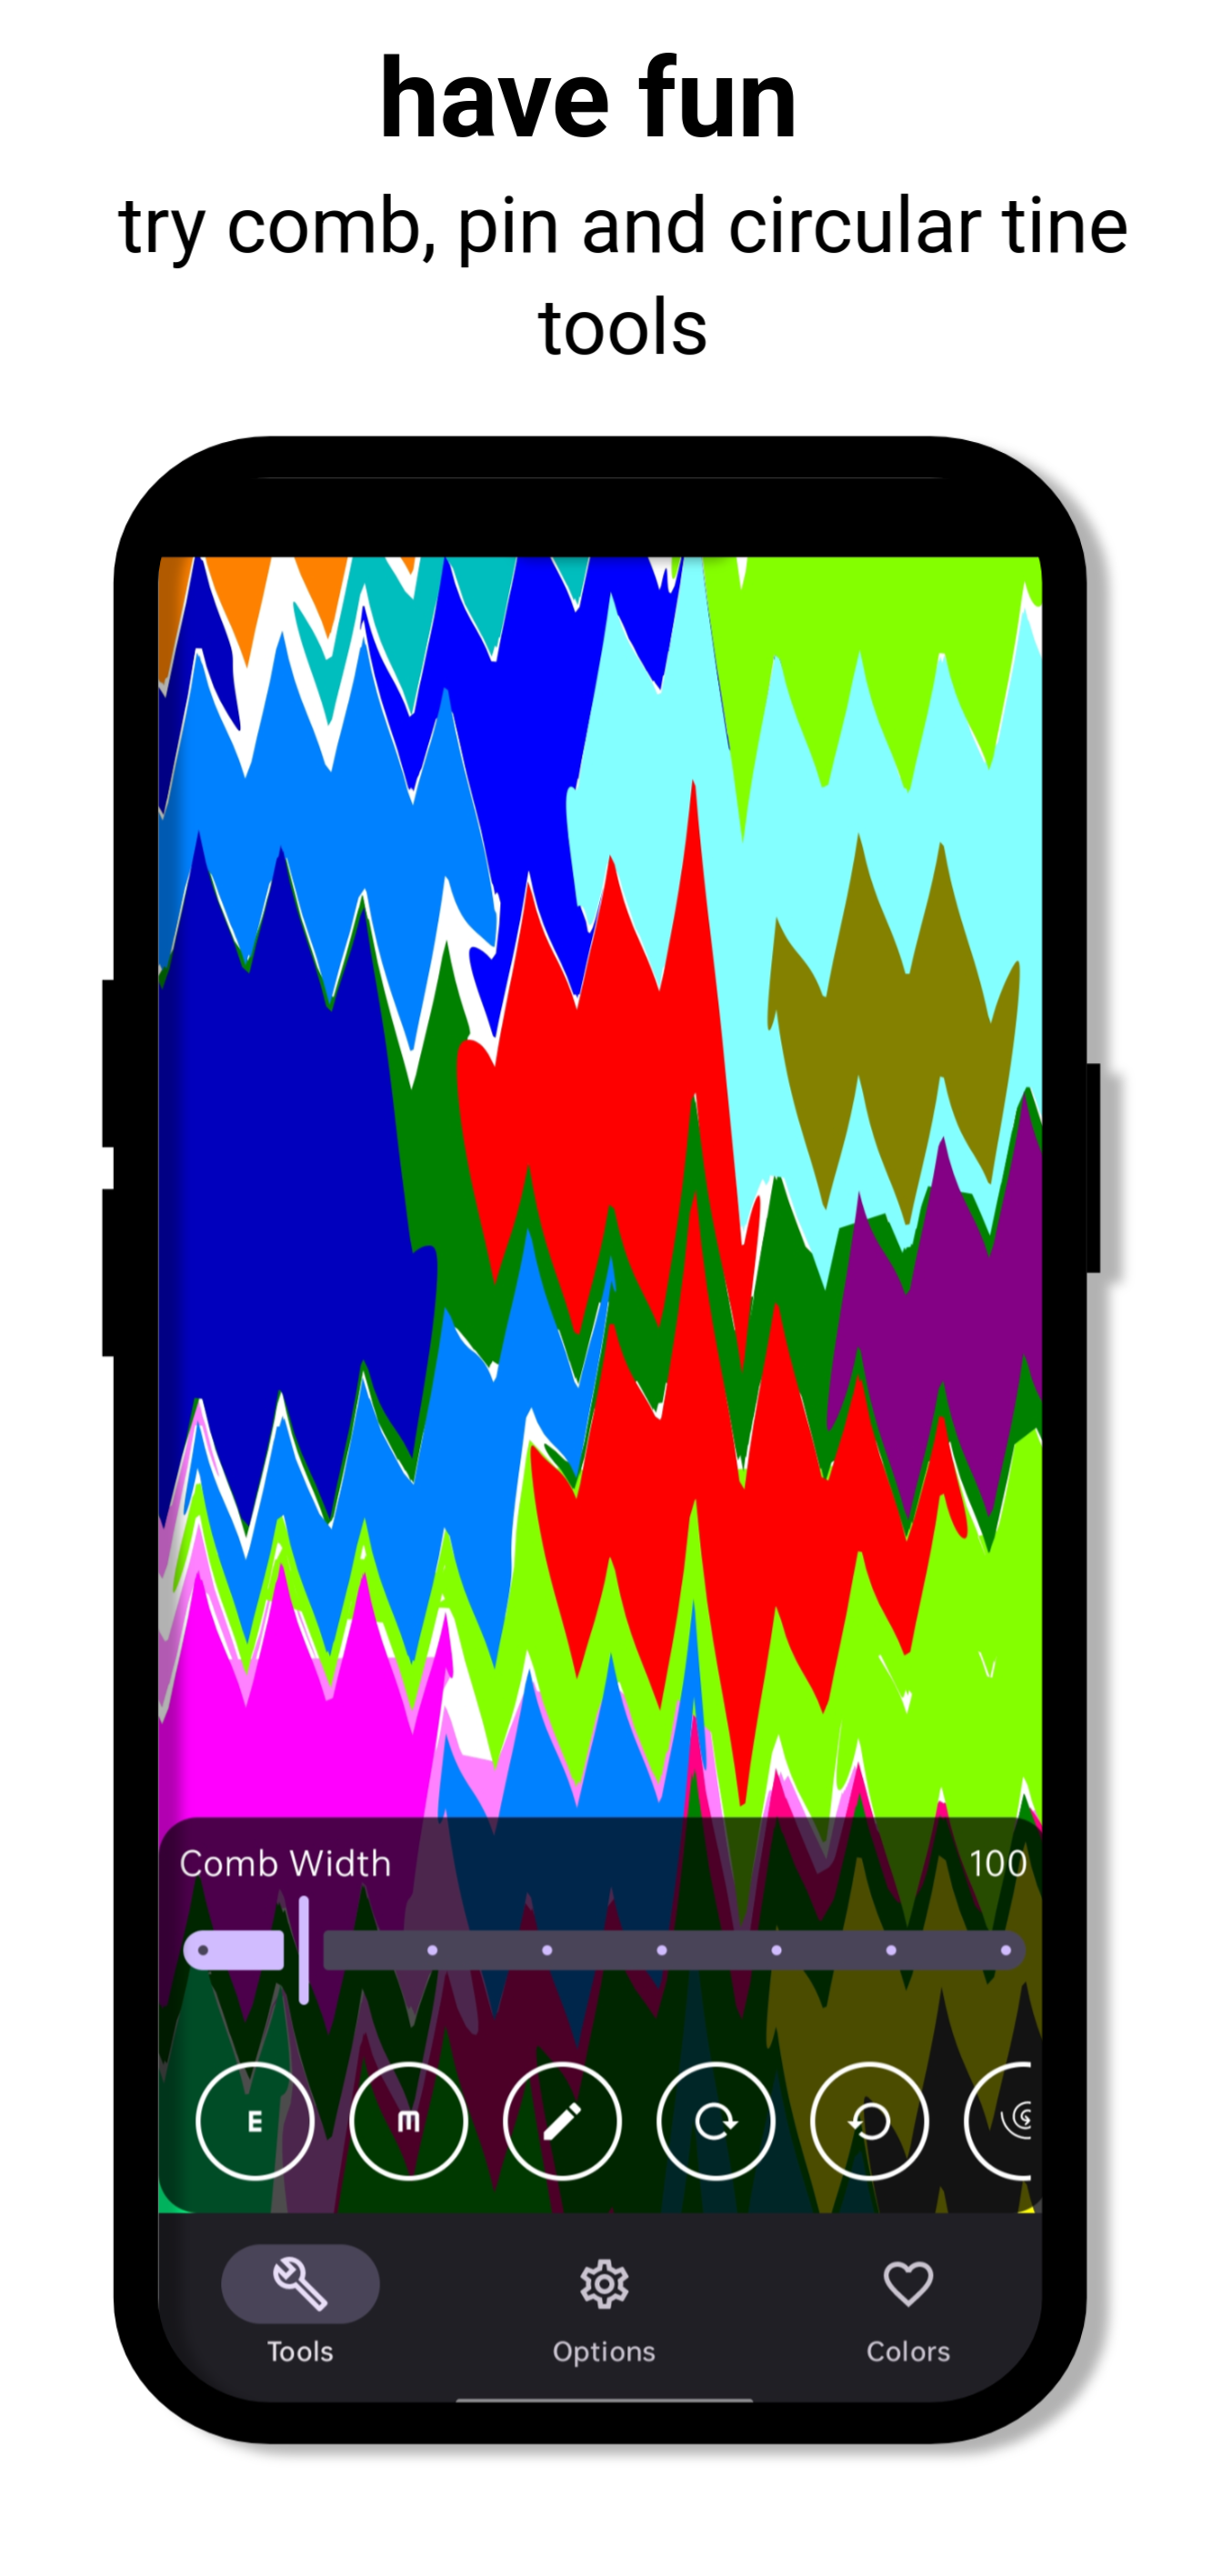 have fun
try comb, pin and circular tine
tools
Comb Width 100
E m
Tools Options Colors